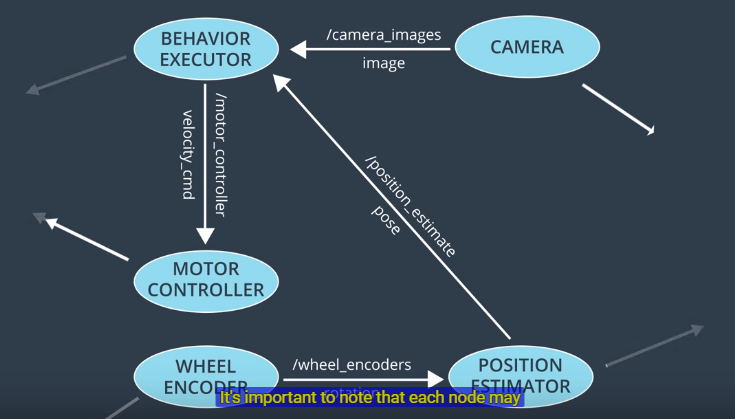 BEHAVIOR
EXECUTOR
/camera_images
image
CAMERA
/motor_controller
velocity_cmd
/position_estimate
pose
MOTOR
CONTROLLER
WHEEL
ENCODER
/wheel_encoders
rotation
POSITION
ESTIMATOR
It's important to note that each node may